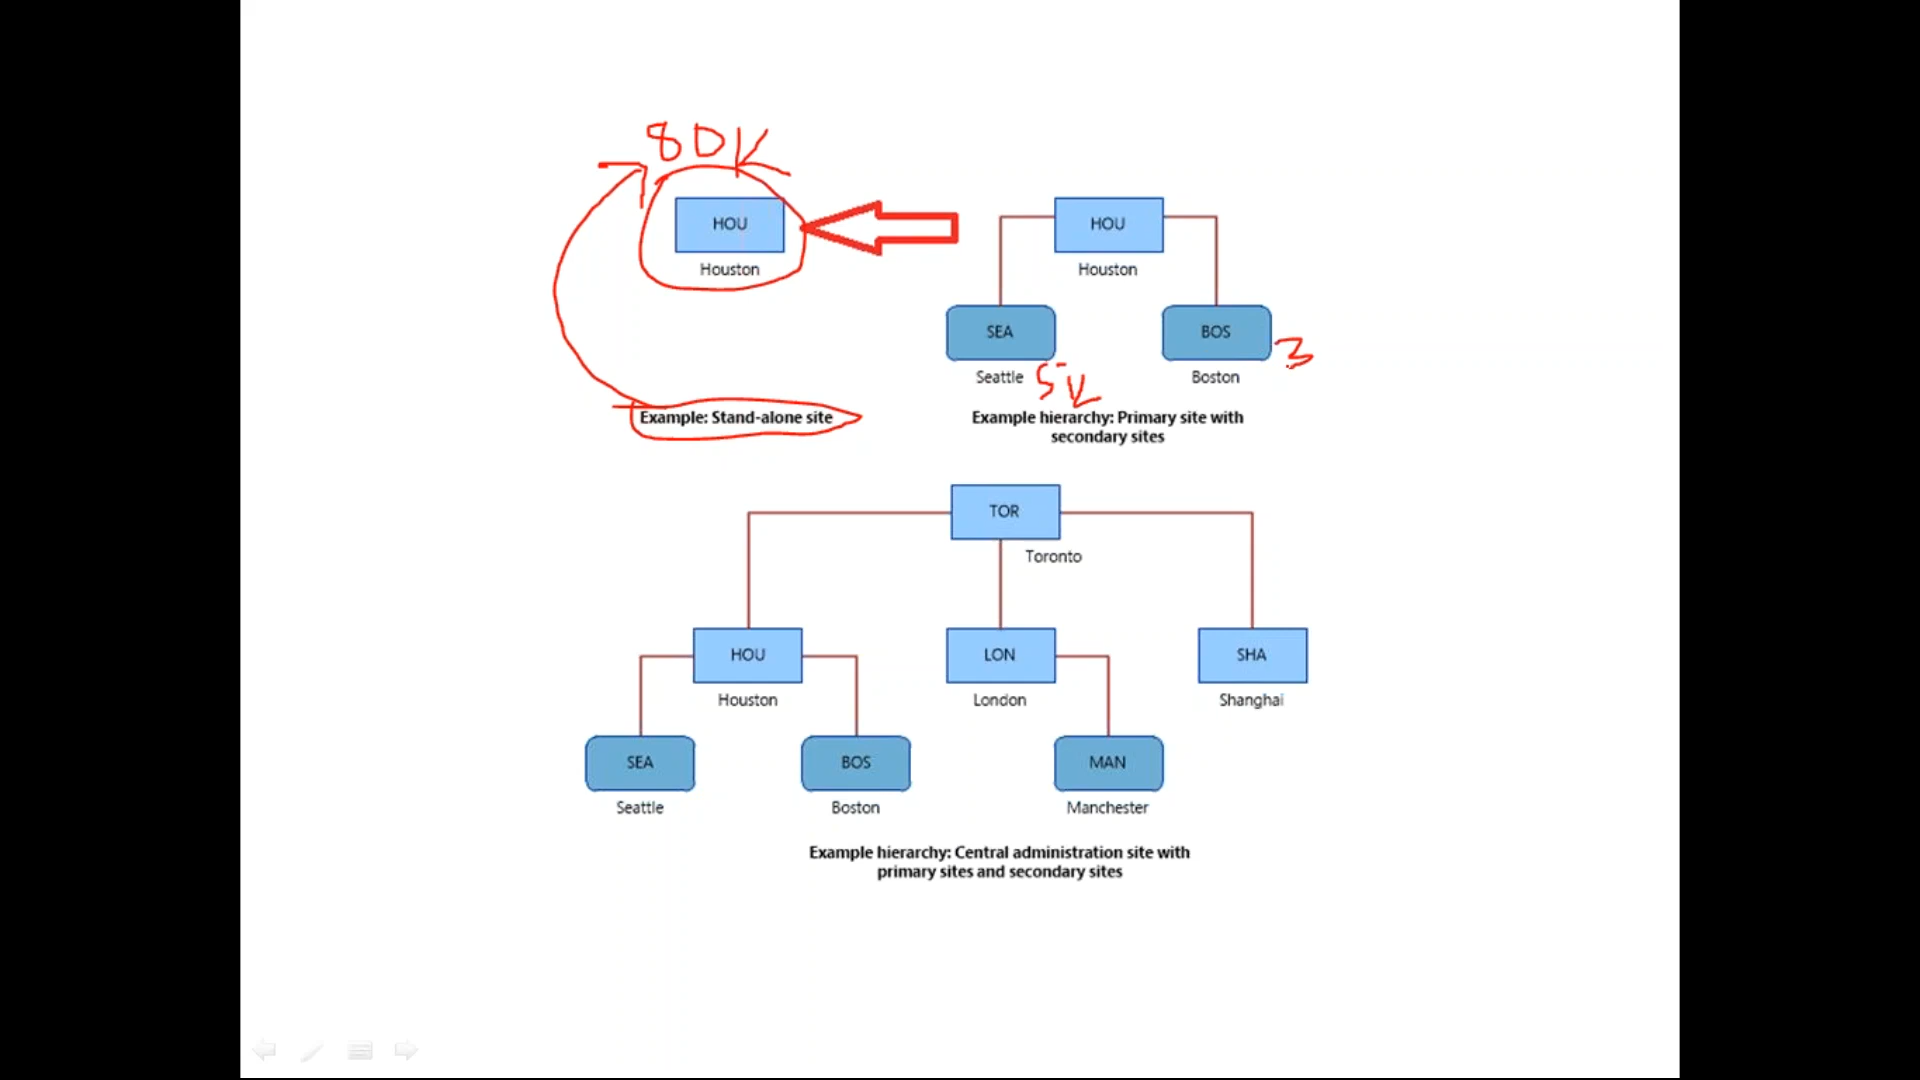 80K
HOU
Houston
HOU
Houston
SEA
Seattle
5K
BOS
Boston
3
Example: Stand-alone site
Example hierarchy: Primary site with
secondary sites
TOR
Toronto
HOU
Houston
LON
London
SHA
Shanghai
SEA
Seattle
BOS
Boston
MAN
Manchester
Example hierarchy: Central administration site with
primary sites and secondary sites